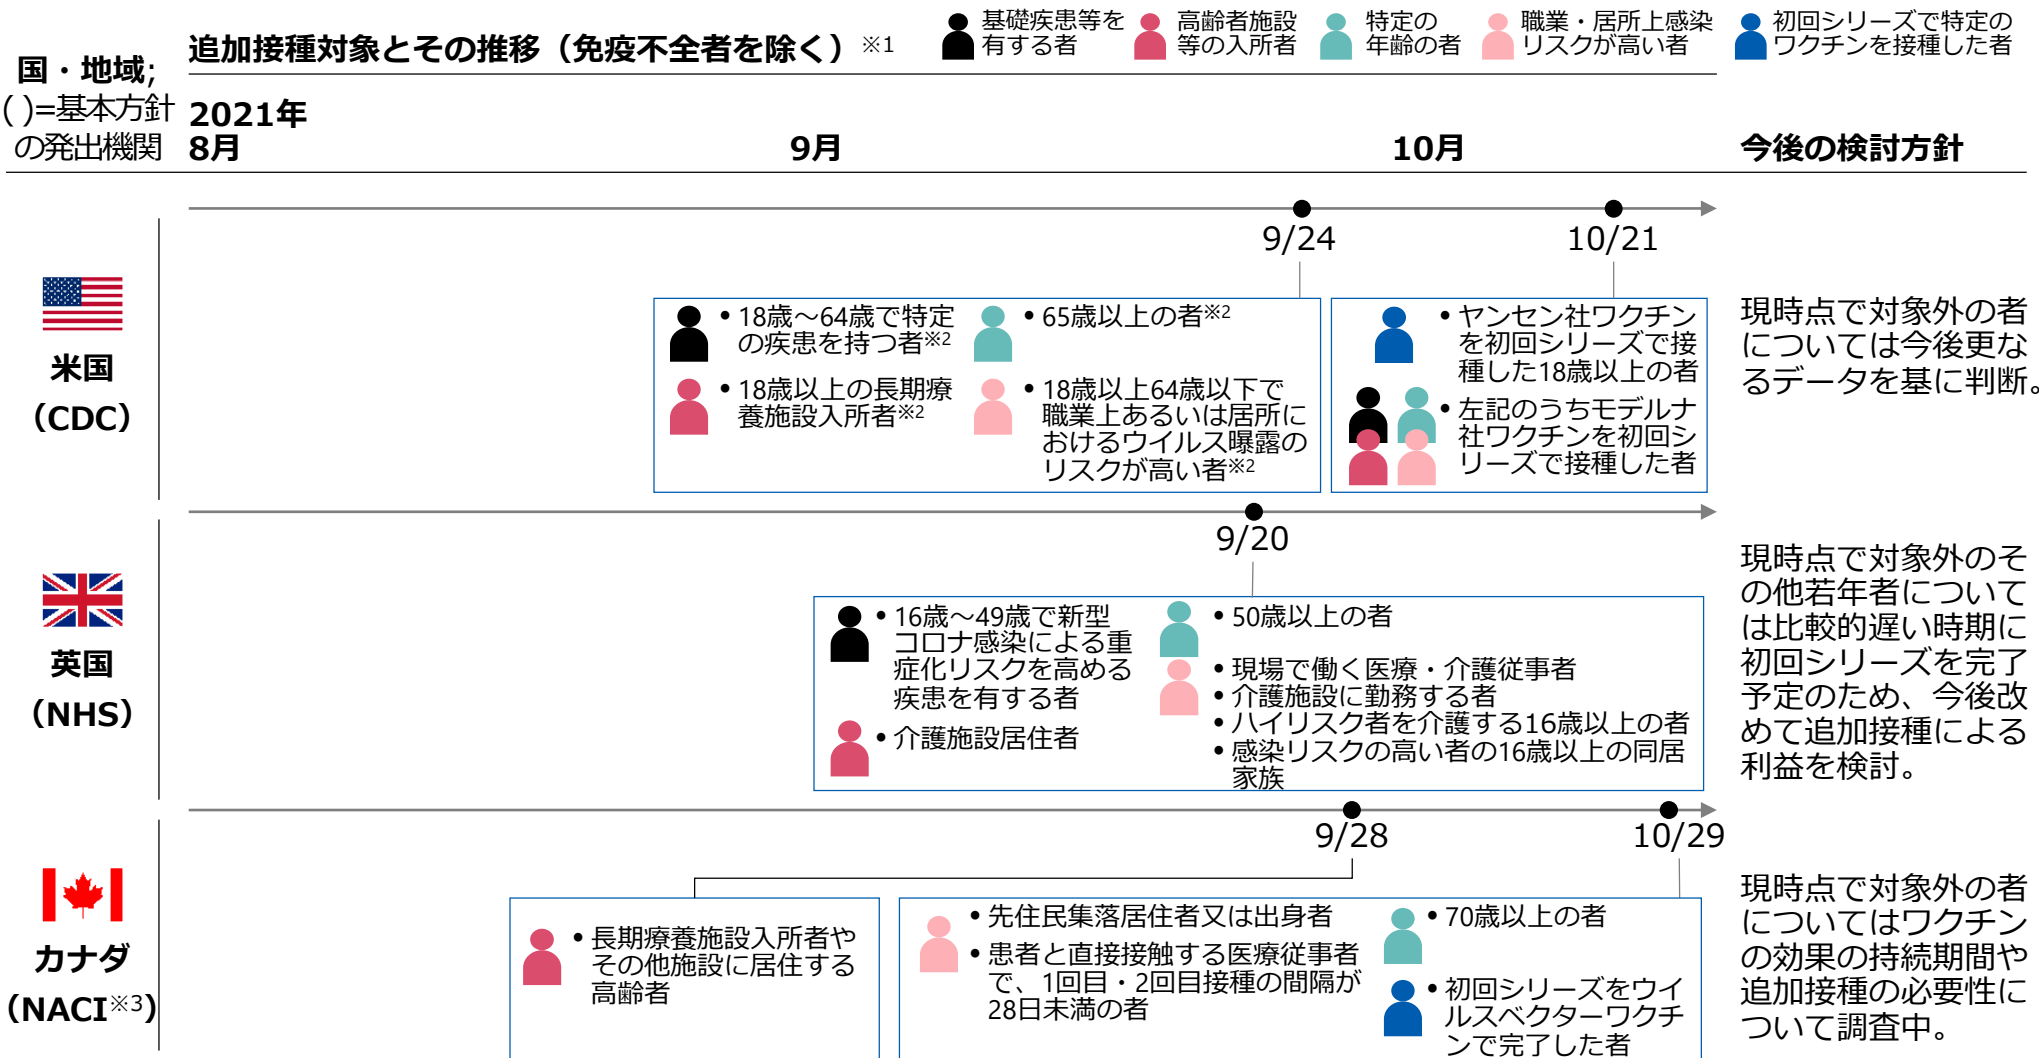 追加接種対象とその推移（免疫不全者を除く）※1
基礎疾患等を
有する者
高齢者施設
等の入所者
特定の
年齢の者
職業・居所上感染
リスクが高い者
初回シリーズで特定の
ワクチンを接種した者
国・地域;
( )=基本方針
の発出機関
2021年
8月
9月
10月
今後の検討方針
米国
（CDC）
9/24
10/21
• 18歳～64歳で特定
の疾患を持つ者※2
• 18歳以上の長期療
養施設入所者※2
• 65歳以上の者※2
• 18歳以上64歳以下で
職業上あるいは居所に
おけるウイルス曝露の
リスクが高い者※2
• ヤンセン社ワクチン
を初回シリーズで接
種した18歳以上の者
• 左記のうちモデルナ
社ワクチンを初回シ
リーズで接種した者
現時点で対象外の者
については今後更な
るデータを基に判断。
英国
（NHS）
9/20
• 16歳～49歳で新型
コロナ感染による重
症化リスクを高める
疾患を有する者
• 介護施設居住者
• 50歳以上の者
• 現場で働く医療・介護従事者
• 介護施設に勤務する者
• ハイリスク者を介護する16歳以上の者
• 感染リスクの高い者の16歳以上の同居
家族
現時点で対象外のそ
の他若年者について
は比較的遅い時期に
初回シリーズを完了
予定のため、今後改
めて追加接種による
利益を検討。
カナダ
（NACI※3）
9/28
10/29
• 長期療養施設入所者や
その他施設に居住する
高齢者
• 先住民集落居住者又は出身者
• 患者と直接接触する医療従事者
で、1回目・2回目接種の間隔が
28日未満の者
• 70歳以上の者
• 初回シリーズをウイ
ルスベクターワクチ
ンで完了した者
現時点で対象外の者
についてはワクチン
の効果の持続期間や
追加接種の必要性に
ついて調査中。